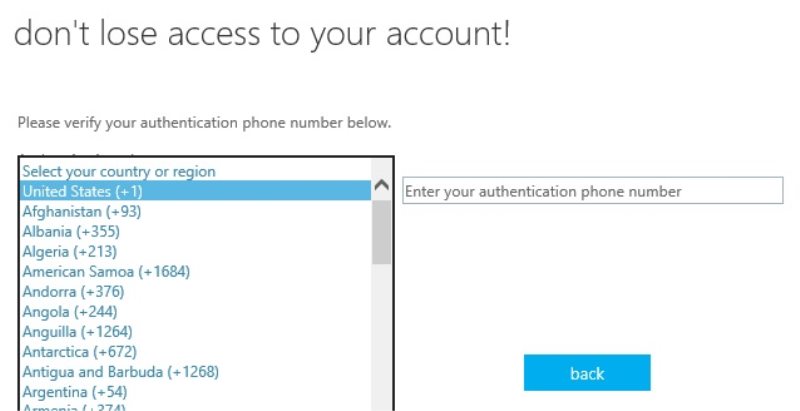 don't lose access to your account!
Please verify your authentication phone number below.
Select your country or region
United States (+1)
Enter your authentication phone number
Afghanistan (+93)
Albania (+355)
Algeria (+213)
American Samoa (+1684)
Andorra (+376)
Angola (+244)
Anguilla (+1264)
Antarctica (+672)
Antigua and Barbuda (+1268)
Argentina (+54)
Armenia (+374)
back